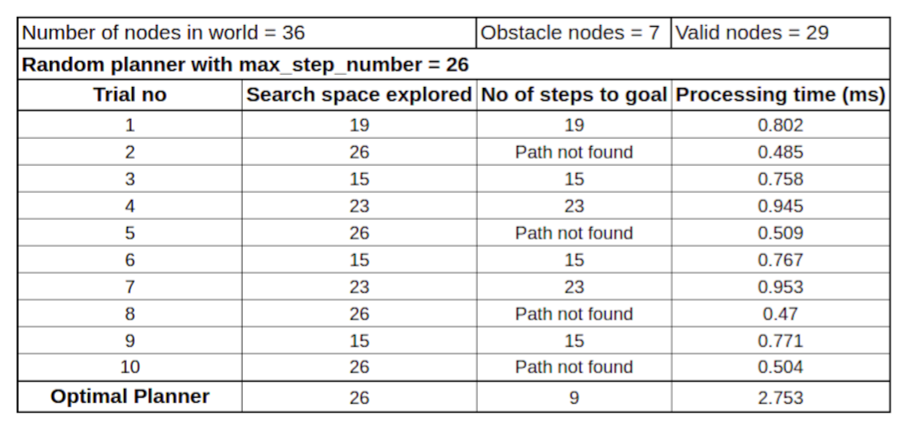 Number of nodes in world = 36 Obstacle nodes = 7 Valid nodes = 29
Random planner with max_step_number = 26
Trial no Search space explored No of steps to goal Processing time (ms)
1 19 19 0.802
2 26 Path not found 0.485
3 15 15 0.758
4 23 23 0.945
5 26 Path not found 0.509
6 15 15 0.767
7 23 23 0.953
8 26 Path not found 0.47
9 15 15 0.771
10 26 Path not found 0.504
Optimal Planner 26 9 2.753